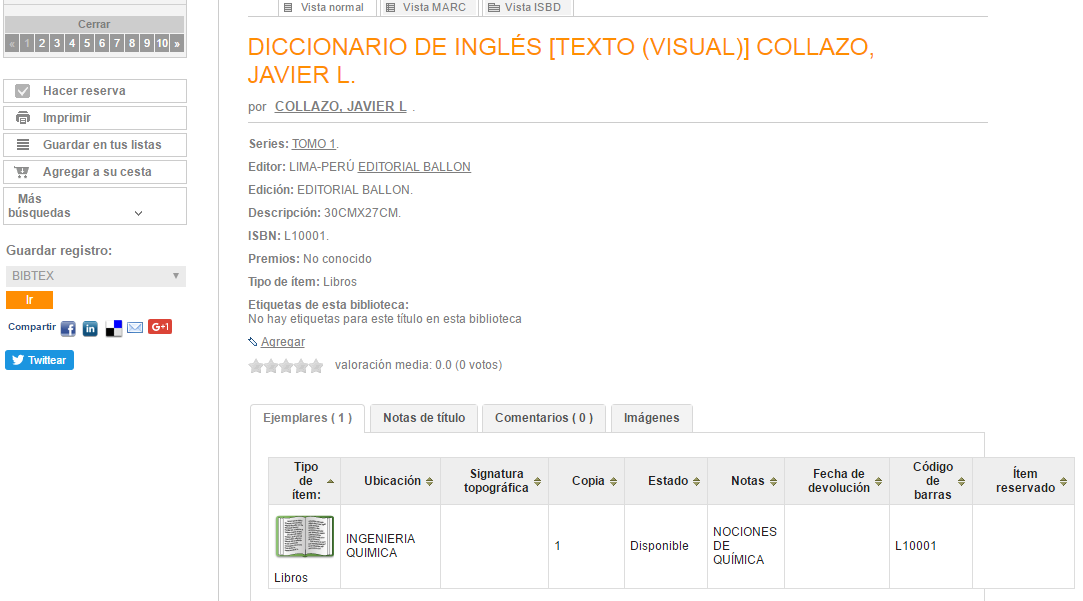 Cerrar
« 1 2 3 4 5 6 7 8 9 10 »
Hacer reserva
Imprimir
Guardar en tus listas
Agregar a su cesta
Más
búsquedas
Guardar registro:
BIBTEX
Ir
Compartir
G+1
Twittear
Vista normal Vista MARC Vista ISBD
DICCIONARIO DE INGLÉS [TEXTO (VISUAL)] COLLAZO,
JAVIER L.
por COLLAZO, JAVIER L .
Series: TOMO 1.
Editor: LIMA-PERÚ EDITORIAL BALLON
Edición: EDITORIAL BALLON.
Descripción: 30CMX27CM.
ISBN: L10001.
Premios: No conocido
Tipo de ítem: Libros
Etiquetas de esta biblioteca:
No hay etiquetas para este título en esta biblioteca
Agregar
valoración media: 0.0 (0 votos)
Ejemplares ( 1 ) Notas de título Comentarios ( 0 ) Imágenes
Tipo
de
ítem:
Ubicación
Signatura
topográfica
Copia
Estado
Notas
Fecha de
devolución
Código
de
barras
Ítem
reservado
Libros
INGENIERIA
QUIMICA
1
Disponible
NOCIONES
DE
QUÍMICA
L10001